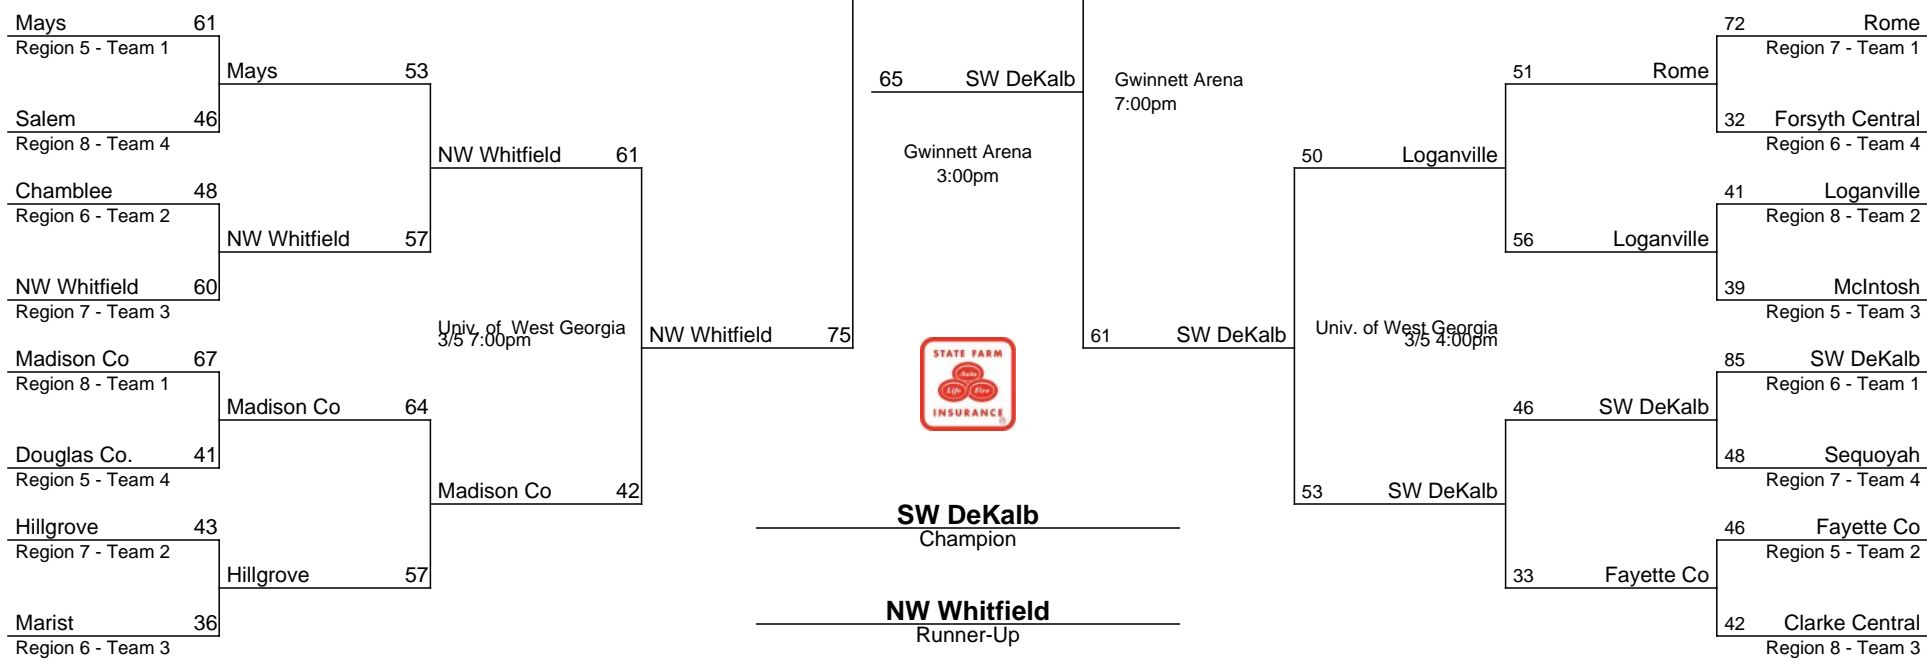 Mays 61
Region 5 - Team 1
Mays 53
Salem 46
Region 8 - Team 4
NW Whitfield 61
Chamblee 48
Region 6 - Team 2
NW Whitfield 57
NW Whitfield 60
Region 7 - Team 3
Univ. of West Georgia
3/5 7:00pm
NW Whitfield 75
Madison Co 67
Region 8 - Team 1
Madison Co 64
Douglas Co. 41
Region 5 - Team 4
Madison Co 42
Hillgrove 43
Region 7 - Team 2
Hillgrove 57
Marist 36
Region 6 - Team 3
65 SW DeKalb
Gwinnett Arena
7:00pm
Gwinnett Arena
3:00pm
STATE FARM
Auto
Life Fire
INSURANCE
®
SW DeKalb
Champion
NW Whitfield
Runner-Up
72 Rome
Region 7 - Team 1
51 Rome
32 Forsyth Central
Region 6 - Team 4
50 Loganville
41 Loganville
Region 8 - Team 2
56 Loganville
39 McIntosh
Region 5 - Team 3
61 SW DeKalb
Univ. of West Georgia
3/5 4:00pm
85 SW DeKalb
Region 6 - Team 1
46 SW DeKalb
48 Sequoyah
Region 7 - Team 4
53 SW DeKalb
46 Fayette Co
Region 5 - Team 2
33 Fayette Co
42 Clarke Central
Region 8 - Team 3